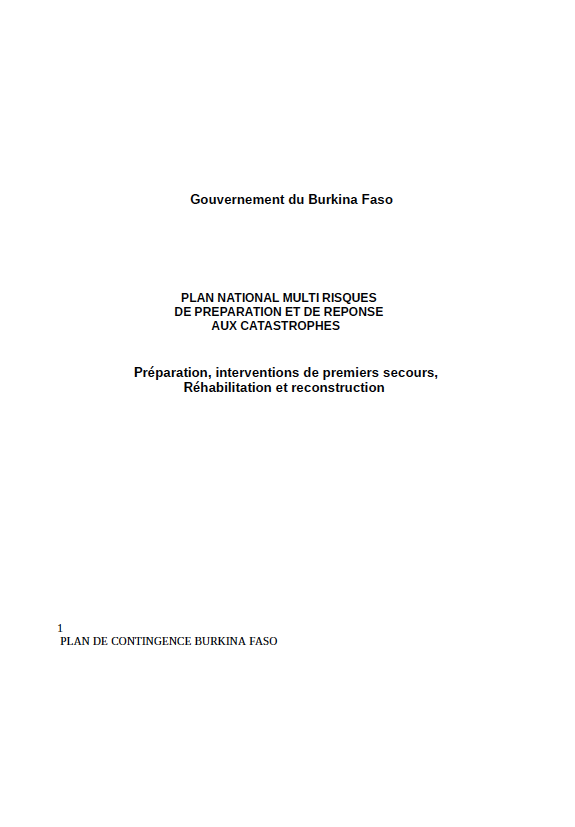 Gouvernement du Burkina Faso
PLAN NATIONAL MULTI RISQUES
DE PREPARATION ET DE REPONSE
AUX CATASTROPHES
Préparation, interventions de premiers secours,
Réhabilitation et reconstruction
1
PLAN DE CONTINGENCE BURKINA FASO